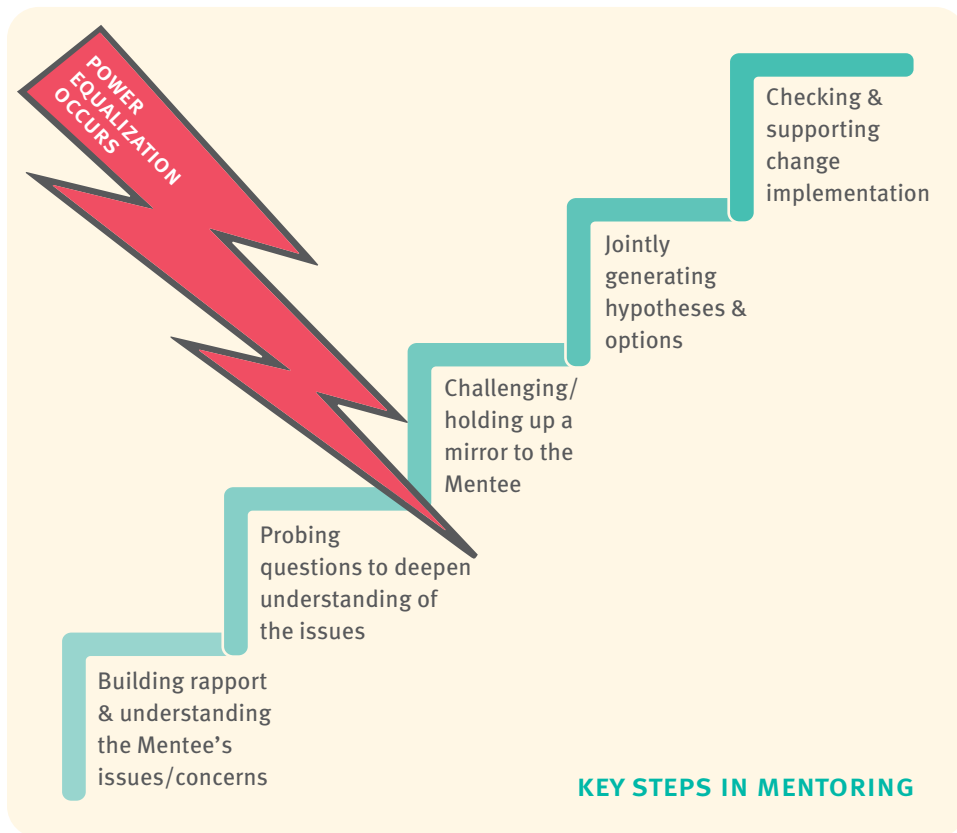 POWER
EQUALIZATION
OCCURS
Checking &
supporting
change
implementation
Jointly
generating
hypotheses &
options
Challenging/
holding up a
mirror to the
Mentee
Probing
questions to deepen
understanding of
the issues
Building rapport
& understanding
the Mentee’s
issues/concerns
KEY STEPS IN MENTORING